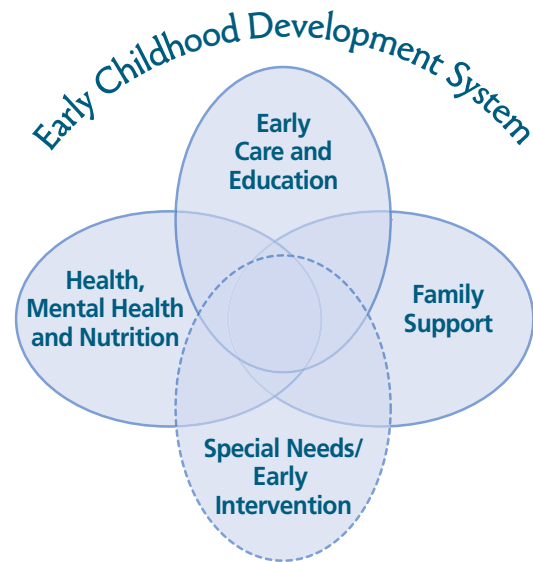 Early Childhood Development System
Early
Care and
Education
Health,
Mental Health
and Nutrition
Family
Support
Special Needs/
Early
Intervention